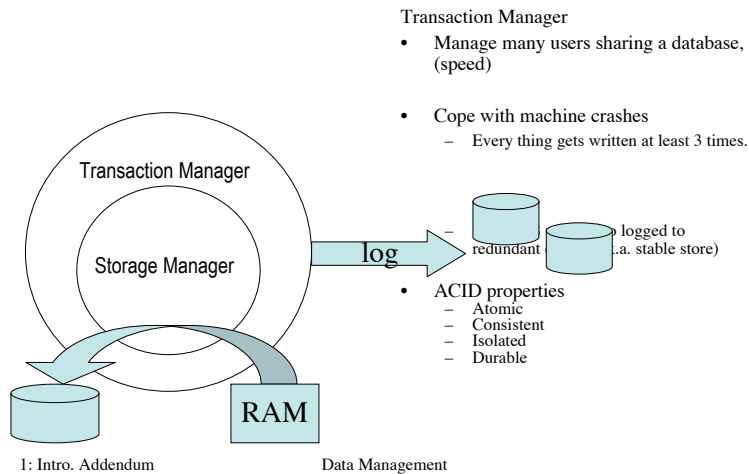 Transaction Manager
• Manage many users sharing a database,
(speed)
• Cope with machine crashes
– Every thing gets written at least 3 times.
– logged to
redundant stable store)
• ACID properties
– Atomic
– Consistent
– Isolated
– Durable
Transaction Manager
Storage Manager
log
RAM
1: Intro. Addendum
Data Management